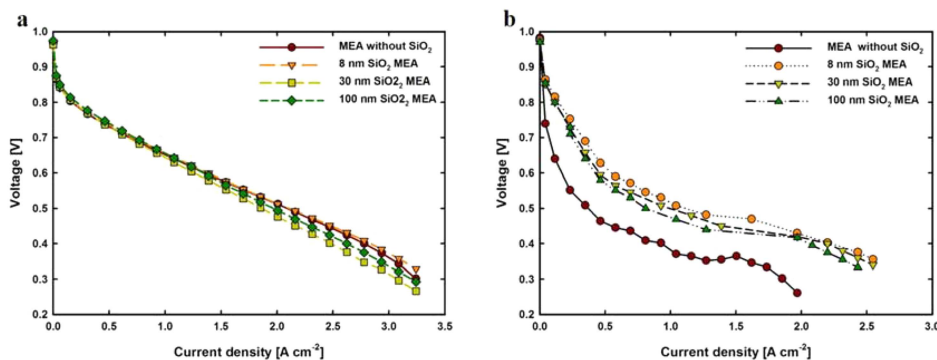 a
MEA without SiO₂
8 nm SiO₂ MEA
30 nm SiO2₂ MEA
100 nm SiO2₂ MEA
Voltage [V]
1.0
0.9
0.8
0.7
0.6
0.5
0.4
0.3
0.2
0.0 0.5 1.0 1.5 2.0 2.5 3.0 3.5
Current density [A cm⁻²]
b
MEA without SiO₂
8 nm SiO₂ MEA
30 nm SiO₂ MEA
100 nm SiO₂ MEA
Voltage [V]
1.0
0.9
0.8
0.7
0.6
0.5
0.4
0.3
0.2
0.0 0.5 1.0 1.5 2.0 2.5 3.0
Current density [A cm⁻²]